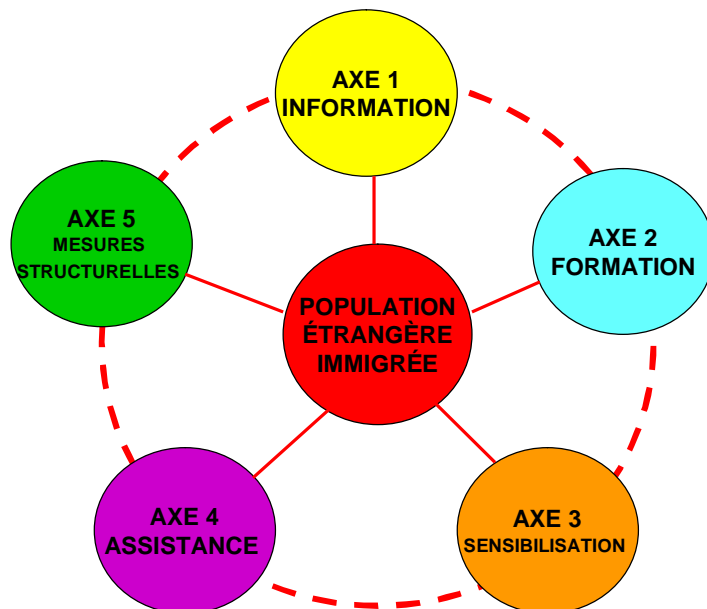 AXE 1
INFORMATION
AXE 2
FORMATION
AXE 5
MESURES
STRUCTURELLES
POPULATION
ÉTRANGÈRE
IMMIGRÉE
AXE 4
ASSISTANCE
AXE 3
SENSIBILISATION